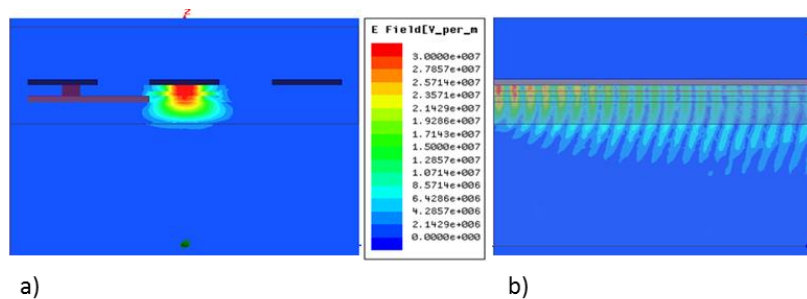 z
E Field[V_per_m
3.0000e+007
2.7857e+007
2.5714e+007
2.3571e+007
2.1429e+007
1.9286e+007
1.7143e+007
1.5000e+007
1.2857e+007
1.0714e+007
8.5714e+006
6.4286e+006
4.2857e+006
2.1429e+006
0.0000e+000
a)
b)